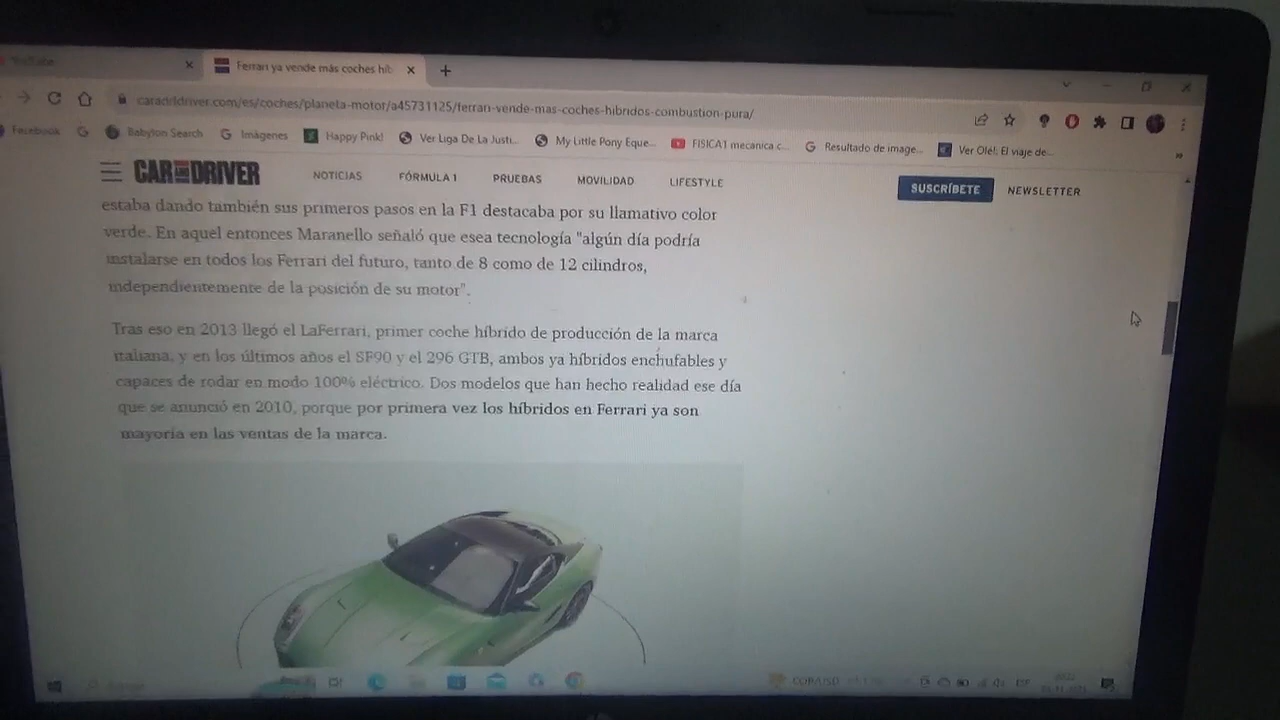 YouTube
Ferrari ya vende más coches híb
caranddriver.com/es/coches/planeta-motor/a45731125/ferrari-vende-mas-coches-hibridos-combustion-pura/
Facebook
Babylon Search
Imágenes
Happy Pink!
Ver Liga De La Justi...
My Little Pony Eque...
FISICA1 mecanica c...
Resultado de image...
Ver Olé!: El viaje de...
CAR AND DRIVER
NOTICIAS
FÓRMULA 1
PRUEBAS
MOVILIDAD
LIFESTYLE
SUSCRÍBETE
NEWSLETTER
estaba dando también sus primeros pasos en la F1 destacaba por su llamativo color
verde. En aquel entonces Maranello señaló que esea tecnología "algún día podría
instalarse en todos los Ferrari del futuro, tanto de 8 como de 12 cilindros,
independientemente de la posición de su motor".
Tras eso en 2013 llegó el LaFerrari, primer coche híbrido de producción de la marca
italiana, y en los últimos años el SF90 y el 296 GTB, ambos ya híbridos enchufables y
capaces de rodar en modo 100% eléctrico. Dos modelos que han hecho realidad ese día
que se anunció en 2010, porque por primera vez los híbridos en Ferrari ya son
mayoría en las ventas de la marca.
ESP